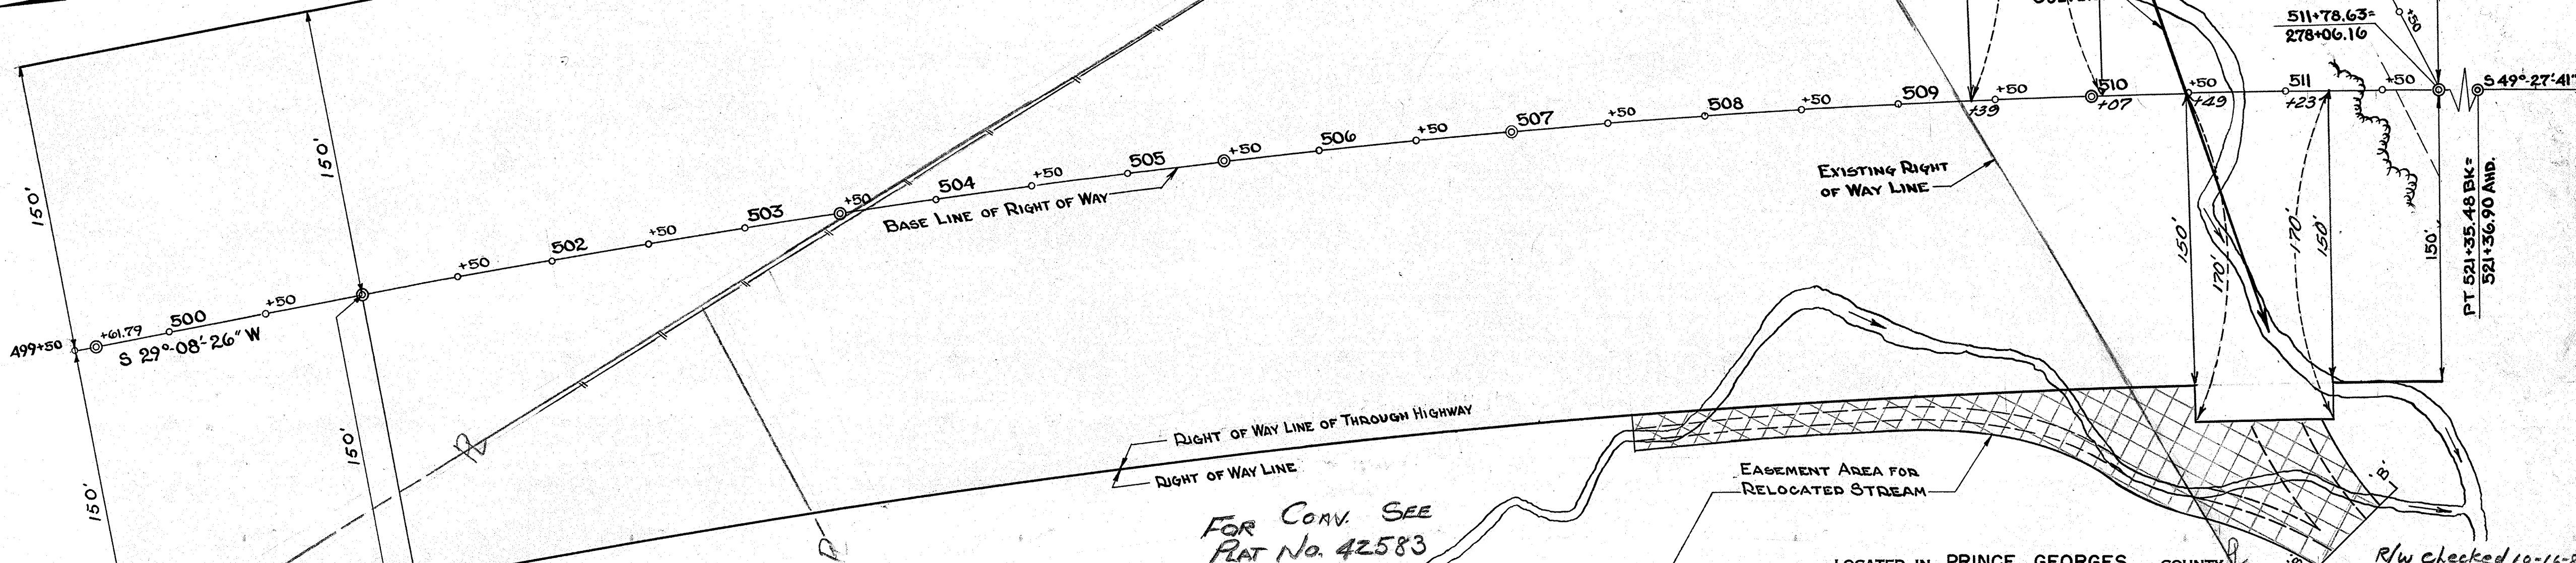 150'
150'
499+50
+61.79
500
+50
S 29°-08'-26" W
150'
150'
+50
502
+50
503
+50
504
+50
505
+50
506
+50
507
+50
508
+50
509
+50
510
+50
511
+50
+39
+07
+49
+23
BASE LINE OF RIGHT OF WAY
511+78.63=
278+06.16
+50
S 49°-27'-41"
EXISTING RIGHT
OF WAY LINE
150'
170'
170'
150'
150'
PT 521+35.48 BK=
521+36.90 AHD.
RIGHT OF WAY LINE OF THROUGH HIGHWAY
RIGHT OF WAY LINE
EASEMENT AREA FOR
RELOCATED STREAM
'B'
FOR CONV. SEE
PLAT No. 42583
LOCATED IN PRINCE GEORGES COUNTY
R/W checked